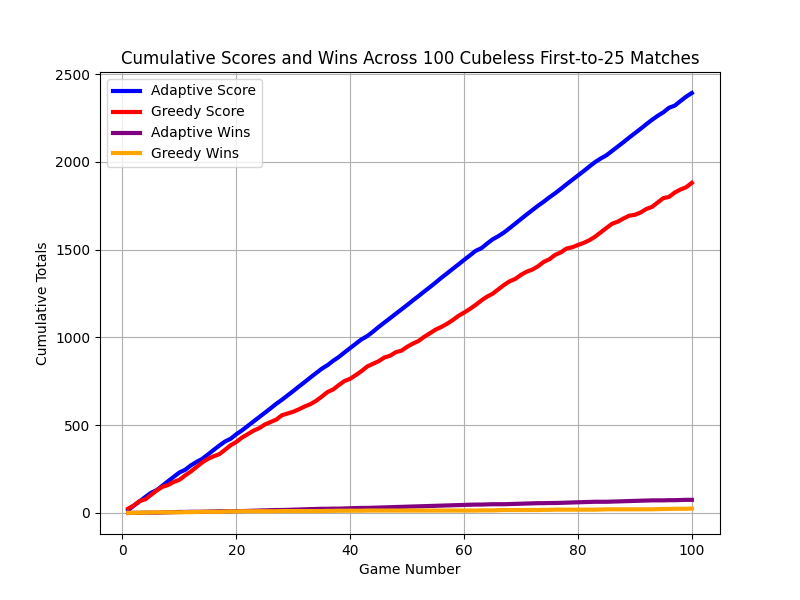 Cumulative Scores and Wins Across 100 Cubeless First-to-25 Matches
2500
2000
1500
1000
500
0
Cumulative Totals
Adaptive Score
Greedy Score
Adaptive Wins
Greedy Wins
0 20 40 60 80 100
Game Number